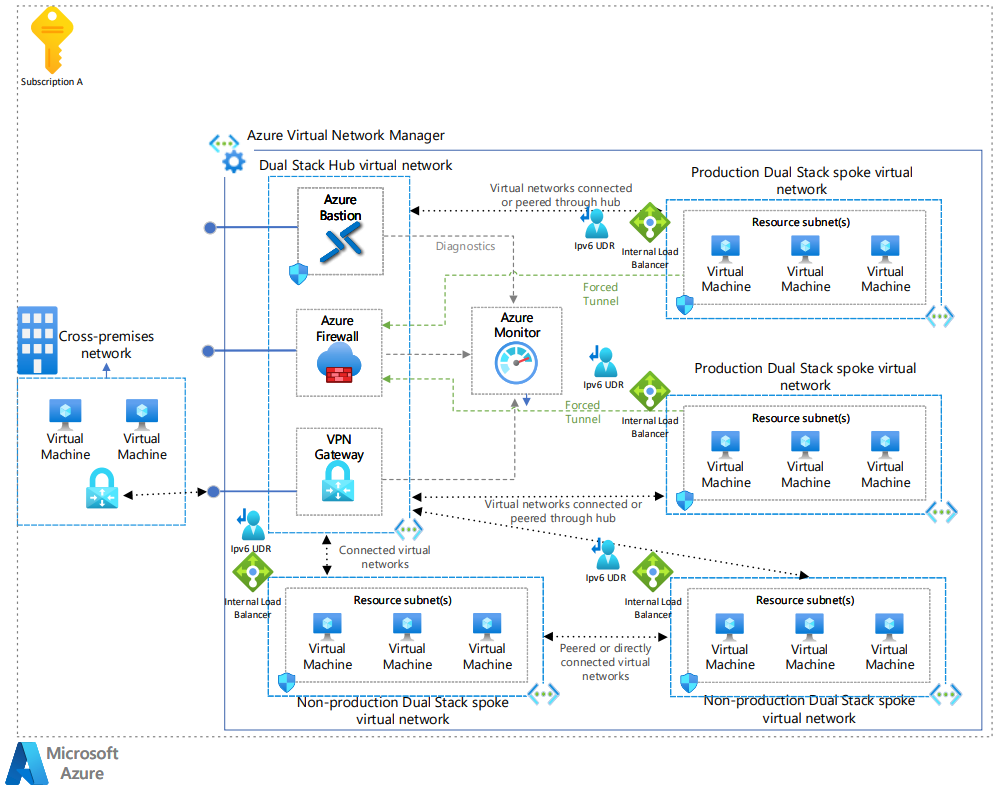 Subscription A
Azure Virtual Network Manager
Dual Stack Hub virtual network
Azure
Bastion
Diagnostics
Virtual networks connected
or peered through hub
Ipv6 UDR
Internal Load
Balancer
Production Dual Stack spoke virtual
network
Resource subnet(s)
Virtual
Machine
Virtual
Machine
Virtual
Machine
Forced
Tunnel
Azure
Firewall
Azure
Monitor
Cross-premises
network
Virtual
Machine
Virtual
Machine
Ipv6 UDR
Internal Load
Balancer
Forced
Tunnel
Production Dual Stack spoke virtual
network
Resource subnet(s)
Virtual
Machine
Virtual
Machine
Virtual
Machine
VPN
Gateway
Virtual networks connected or
peered through hub
Ipv6 UDR
Internal Load
Balancer
Connected virtual
networks
Resource subnet(s)
Virtual
Machine
Virtual
Machine
Virtual
Machine
Non-production Dual Stack spoke
virtual network
Peered or directly
connected virtual
networks
Ipv6 UDR
Internal Load
Balancer
Resource subnet(s)
Virtual
Machine
Virtual
Machine
Virtual
Machine
Non-production Dual Stack spoke
virtual network
Microsoft
Azure